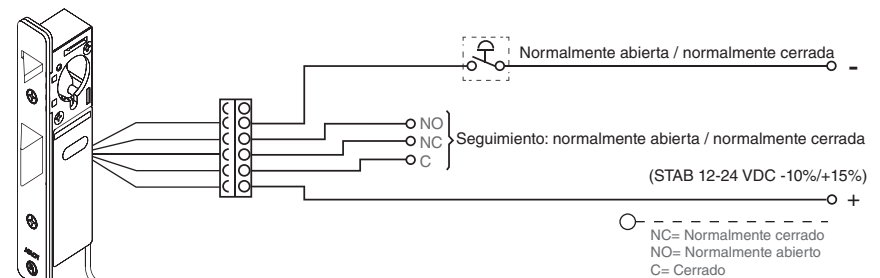 Normalmente abierta / normalmente cerrada
-
NO
NC
C
Seguimiento: normalmente abierta / normalmente cerrada
(STAB 12-24 VDC -10%/+15%)
+
NC= Normalmente cerrado
NO= Normalmente abierto
C= Cerrado